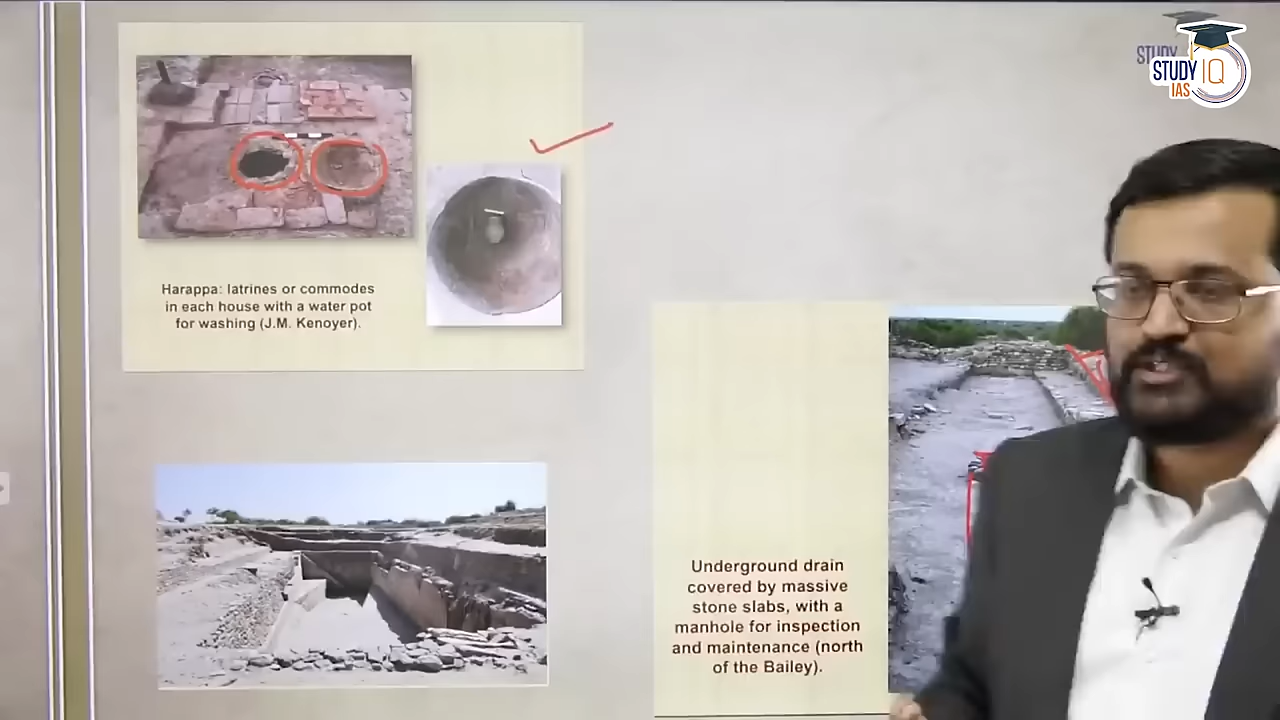 STUDY
STUDY IQ
IAS
Harappa: latrines or commodes
in each house with a water pot
for washing (J.M. Kenoyer).
Underground drain
covered by massive
stone slabs, with a
manhole for inspection
and maintenance (north
of the Bailey).